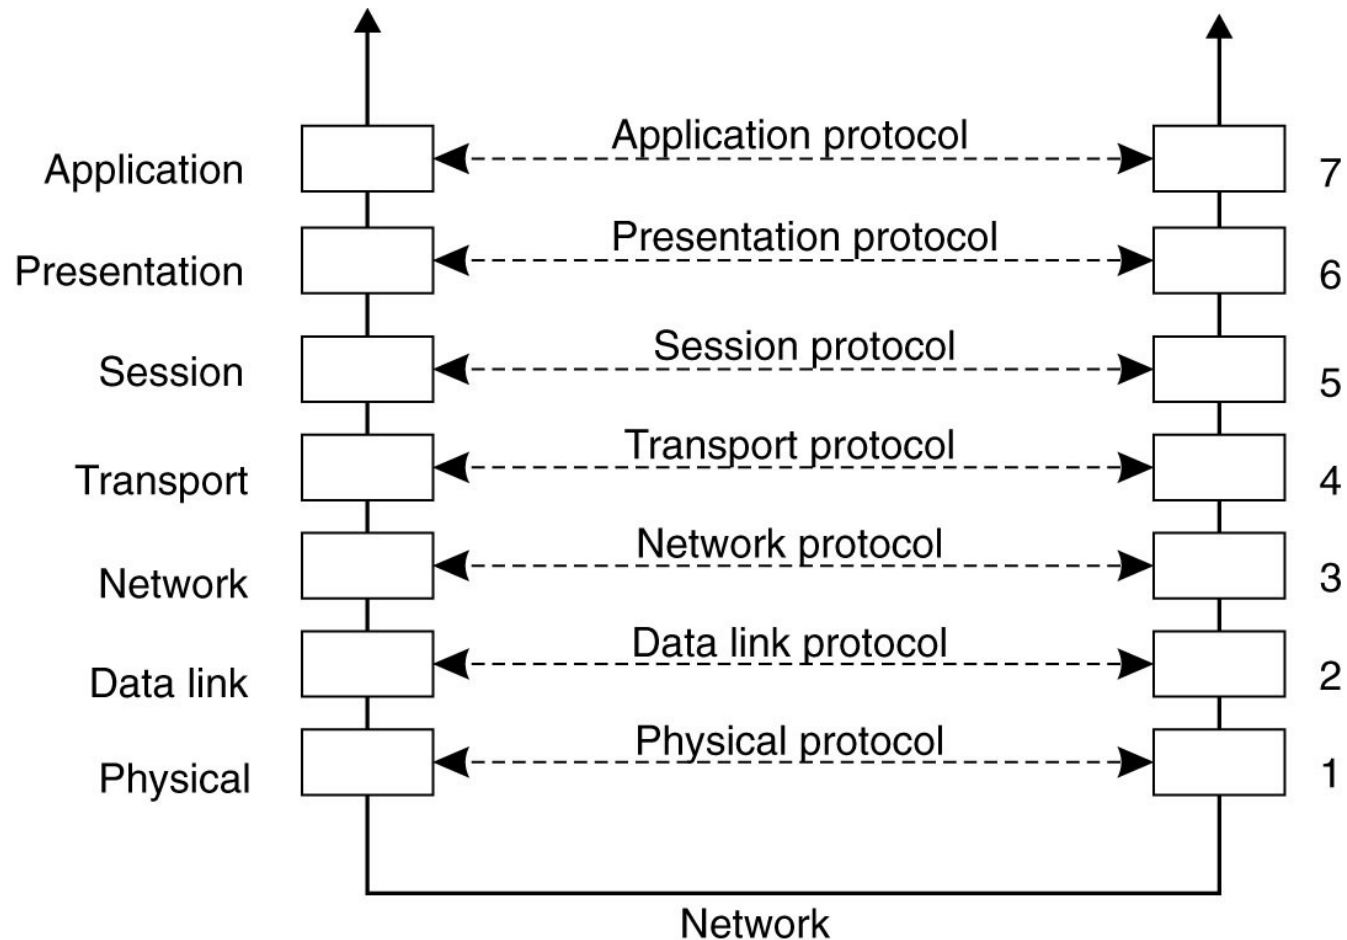 Application protocol
Application
7
Presentation protocol
Presentation
6
Session protocol
Session
5
Transport protocol
Transport
4
Network protocol
Network
3
Data link protocol
Data link
2
Physical protocol
Physical
1
Network